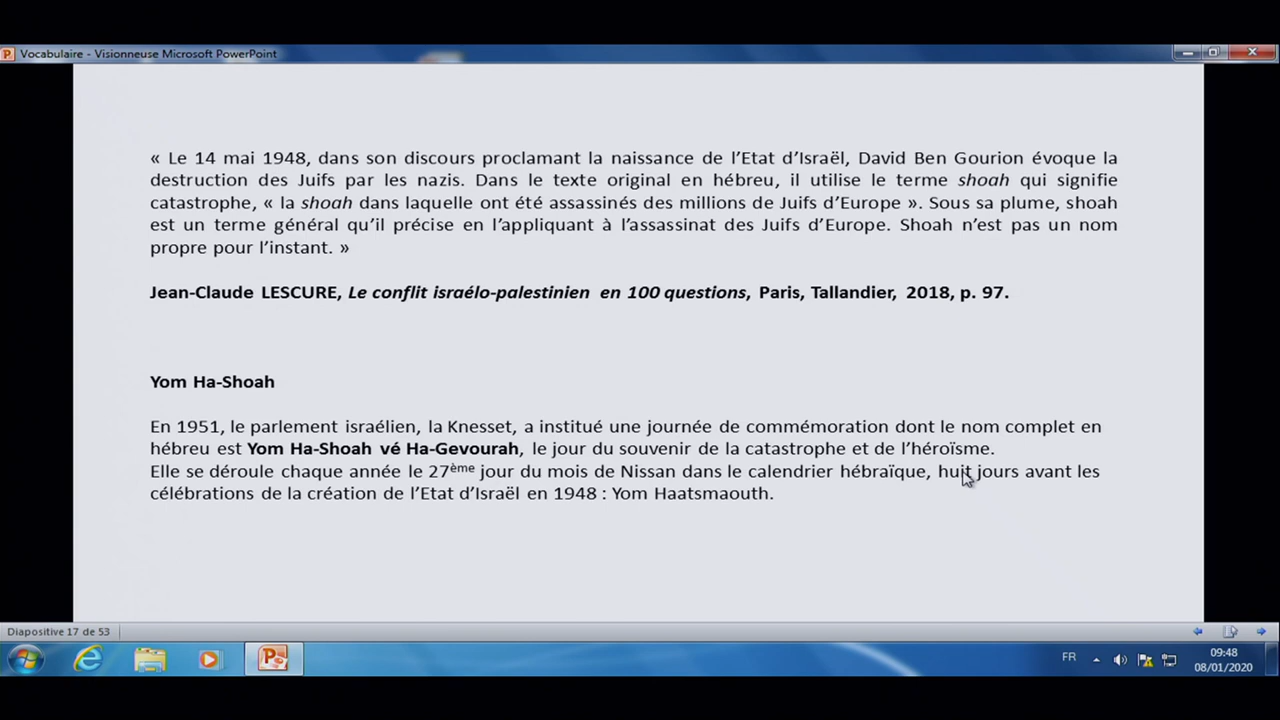 Vocabulaire - Visionneuse Microsoft PowerPoint
« Le 14 mai 1948, dans son discours proclamant la naissance de l'Etat d'Israël, David Ben Gourion évoque la
destruction des Juifs par les nazis. Dans le texte original en hébreu, il utilise le terme shoah qui signifie
catastrophe, « la shoah dans laquelle ont été assassinés des millions de Juifs d'Europe ». Sous sa plume, shoah
est un terme général qu'il précise en l'appliquant à l'assassinat des Juifs d'Europe. Shoah n'est pas un nom
propre pour l'instant. »
Jean-Claude LESCURE, Le conflit israélo-palestinien en 100 questions, Paris, Tallandier, 2018, p. 97.
Yom Ha-Shoah
En 1951, le parlement israélien, la Knesset, a institué une journée de commémoration dont le nom complet en
hébreu est Yom Ha-Shoah vé Ha-Gevourah, le jour du souvenir de la catastrophe et de l'héroïsme.
Elle se déroule chaque année le 27ème jour du mois de Nissan dans le calendrier hébraïque, huit jours avant les
célébrations de la création de l'Etat d'Israël en 1948 : Yom Haatsmaouth.
Diapositive 17 de 53
FR
09:48
08/01/2020